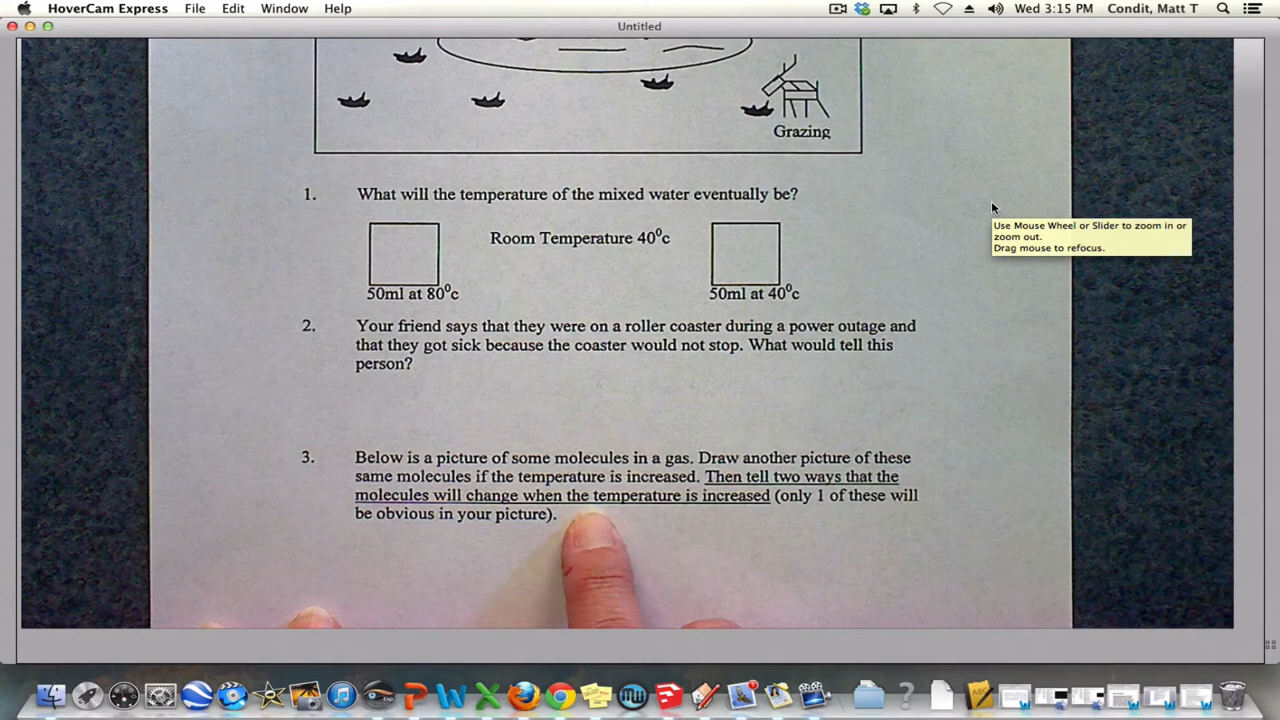 HoverCam Express File Edit Window Help Wed 3:15 PM Condit, Matt T
Untitled
Grazing
1. What will the temperature of the mixed water eventually be?
Room Temperature 40⁰c
50ml at 80⁰c 50ml at 40⁰c
2. Your friend says that they were on a roller coaster during a power outage and
that they got sick because the coaster would not stop. What would tell this
person?
3. Below is a picture of some molecules in a gas. Draw another picture of these
same molecules if the temperature is increased. Then tell two ways that the
molecules will change when the temperature is increased (only 1 of these will
be obvious in your picture).
Use Mouse Wheel or Slider to zoom in or
zoom out.
Drag mouse to refocus.